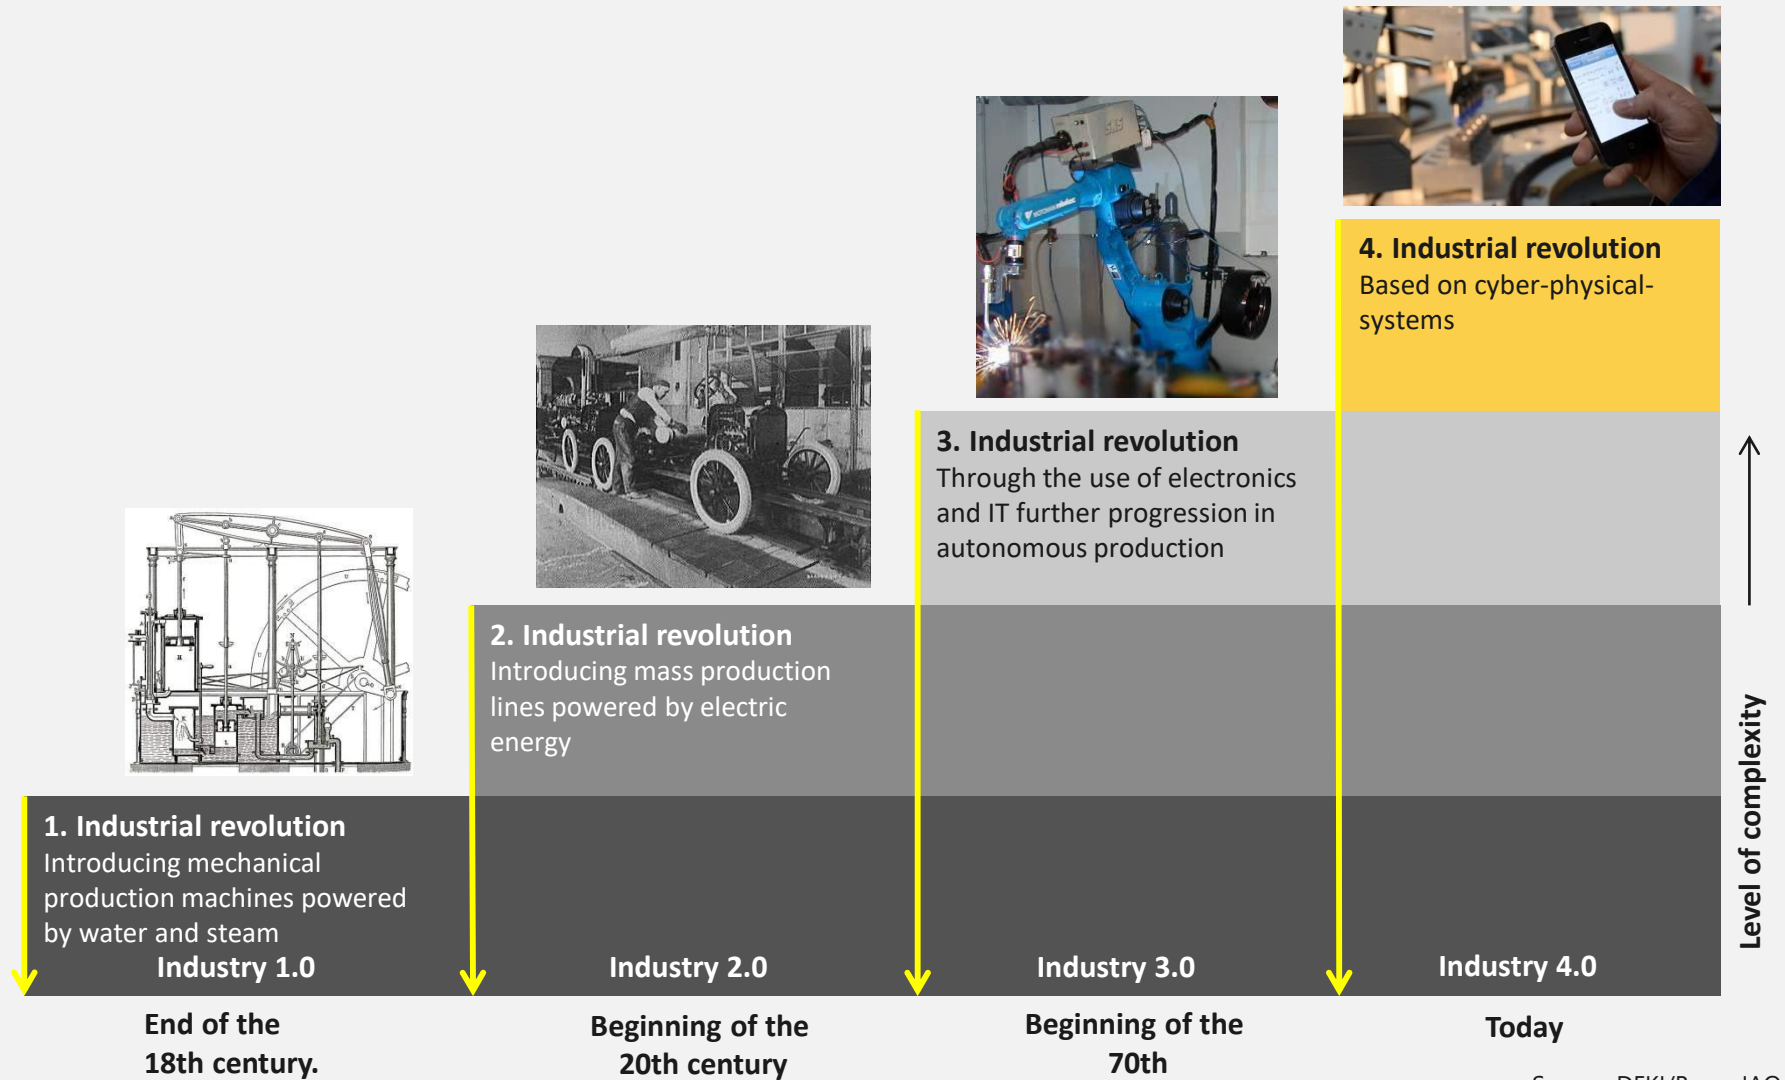 4. Industrial revolution
Based on cyber-physical-
systems
3. Industrial revolution
Through the use of electronics
and IT further progression in
autonomous production
2. Industrial revolution
Introducing mass production
lines powered by electric
energy
1. Industrial revolution
Introducing mechanical
production machines powered
by water and steam
Industry 1.0
Industry 2.0
Industry 3.0
Industry 4.0
End of the
18th century.
Beginning of the
20th century
Beginning of the
70th
Today
Level of complexity